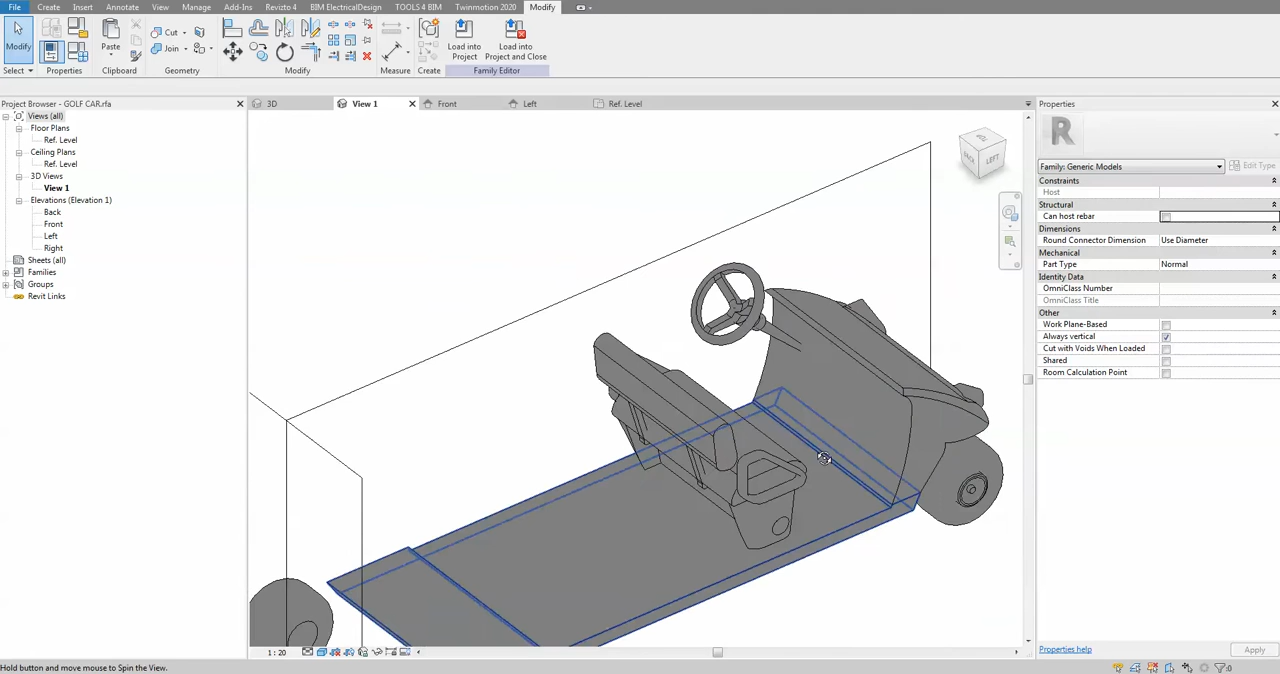 File Create Insert Annotate View Manage Add-Ins Revizto 4 BIM ElectricalDesign TOOLS 4 BIM Twinmotion 2020 Modify
Modify
Paste
Cut
Join
Load into
Project
Load into
Project and Close
Select
Properties
Clipboard
Geometry
Modify
Measure
Create
Family Editor
Project Browser - GOLF CAR.rfa
3D
View 1
Front
Left
Ref. Level
Properties
Views (all)
Floor Plans
Ref. Level
Ceiling Plans
Ref. Level
3D Views
View 1
Elevations (Elevation 1)
Back
Front
Left
Right
Sheets (all)
Families
Groups
Revit Links
BACK
LEFT
R
Family: Generic Models
Edit Type
Constraints
Host
Structural
Can host rebar
Dimensions
Round Connector Dimension Use Diameter
Mechanical
Part Type Normal
Identity Data
OmniClass Number
OmniClass Title
Other
Work Plane-Based
Always vertical
Cut with Voids When Loaded
Shared
Room Calculation Point
1 : 20
Properties help
Apply
Hold button and move mouse to Spin the View.
:0